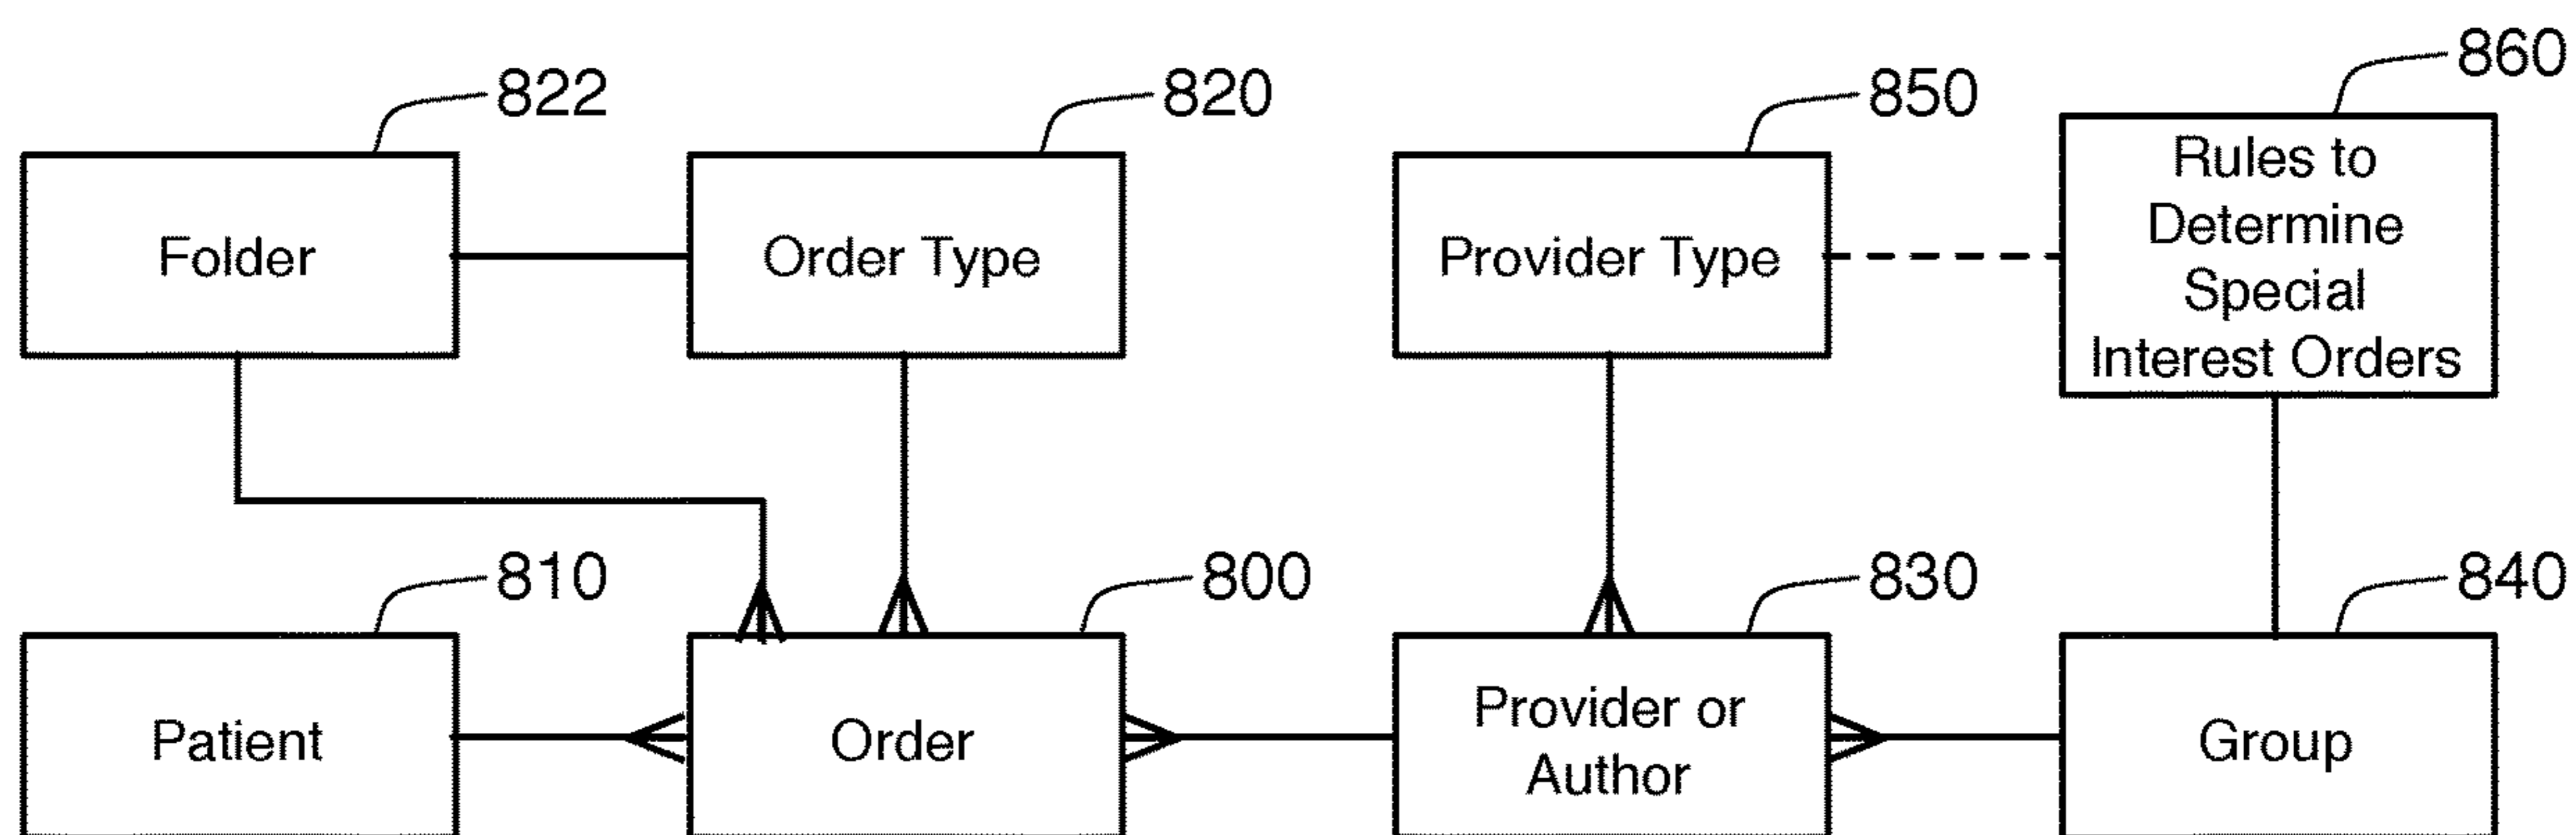 822
820
850
860
Folder
Order Type
Provider Type
Rules to
Determine
Special
Interest Orders
810
800
830
840
Patient
Order
Provider or
Author
Group